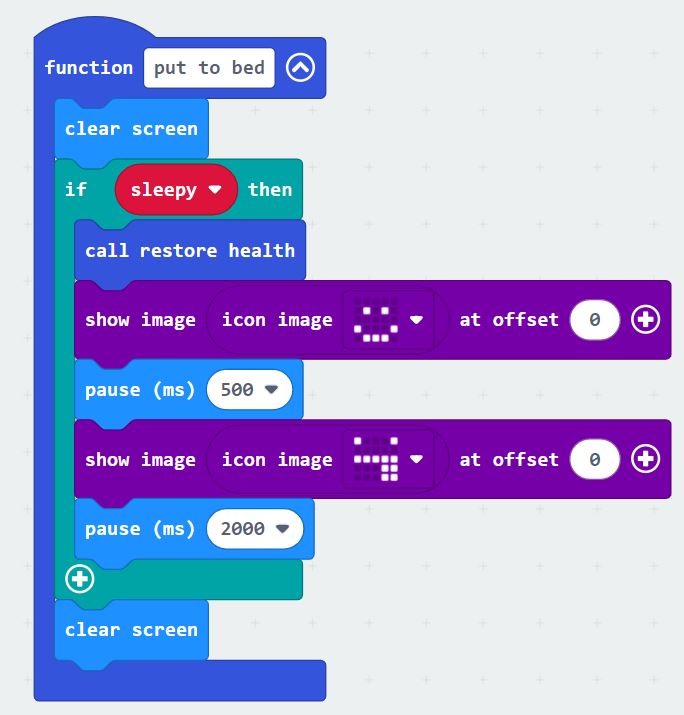 function put to bed
clear screen
if sleepy then
call restore health
show image icon image at offset 0
pause (ms) 500
show image icon image at offset 0
pause (ms) 2000
clear screen